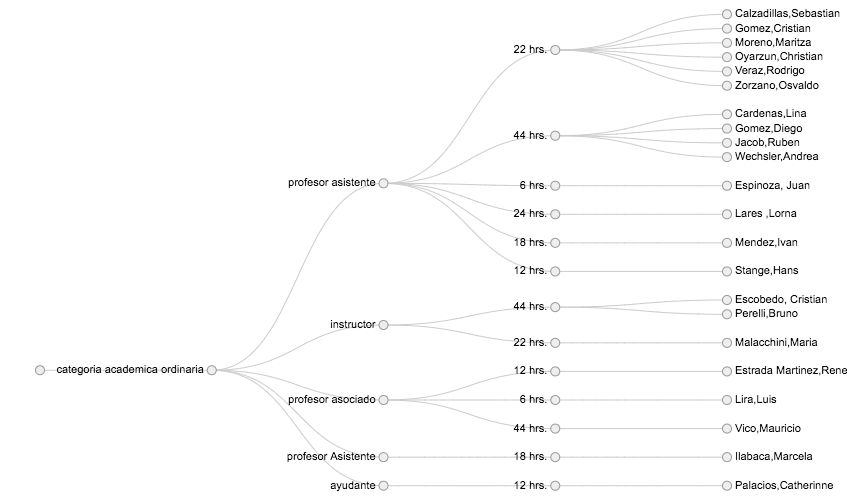 categoria academica ordinaria
profesor asistente
22 hrs.
Calzadillas,Sebastian
Gomez,Cristian
Moreno,Maritza
Oyarzun,Christian
Veraz,Rodrigo
Zorzano,Osvaldo
44 hrs.
Cardenas,Lina
Gomez,Diego
Jacob,Ruben
Wechsler,Andrea
6 hrs.
Espinoza, Juan
24 hrs.
Lares ,Lorna
18 hrs.
Mendez,Ivan
12 hrs.
Stange,Hans
instructor
44 hrs.
Escobedo, Cristian
Perelli,Bruno
22 hrs.
Malacchini,Maria
profesor asociado
12 hrs.
Estrada Martinez,Rene
6 hrs.
Lira,Luis
44 hrs.
Vico,Mauricio
profesor Asistente
18 hrs.
Ilabaca,Marcela
ayudante
12 hrs.
Palacios,Catherinne